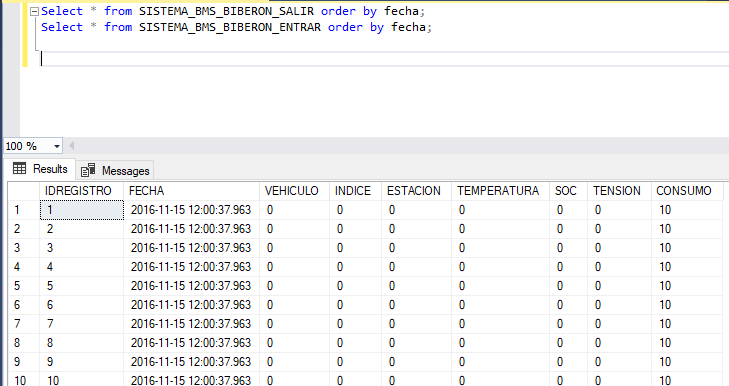 Select * from SISTEMA_BMS_BIBERON_SALIR order by fecha;
Select * from SISTEMA_BMS_BIBERON_ENTRAR order by fecha;
100 %
Results Messages
IDREGISTRO FECHA VEHICULO INDICE ESTACION TEMPERATURA SOC TENSION CONSUMO
1 1 2016-11-15 12:00:37.963 0 0 0 0 0 0 10
2 2 2016-11-15 12:00:37.963 0 0 0 0 0 0 10
3 3 2016-11-15 12:00:37.963 0 0 0 0 0 0 10
4 4 2016-11-15 12:00:37.963 0 0 0 0 0 0 10
5 5 2016-11-15 12:00:37.963 0 0 0 0 0 0 10
6 6 2016-11-15 12:00:37.963 0 0 0 0 0 0 10
7 7 2016-11-15 12:00:37.963 0 0 0 0 0 0 10
8 8 2016-11-15 12:00:37.963 0 0 0 0 0 0 10
9 9 2016-11-15 12:00:37.963 0 0 0 0 0 0 10
10 10 2016-11-15 12:00:37.963 0 0 0 0 0 0 10